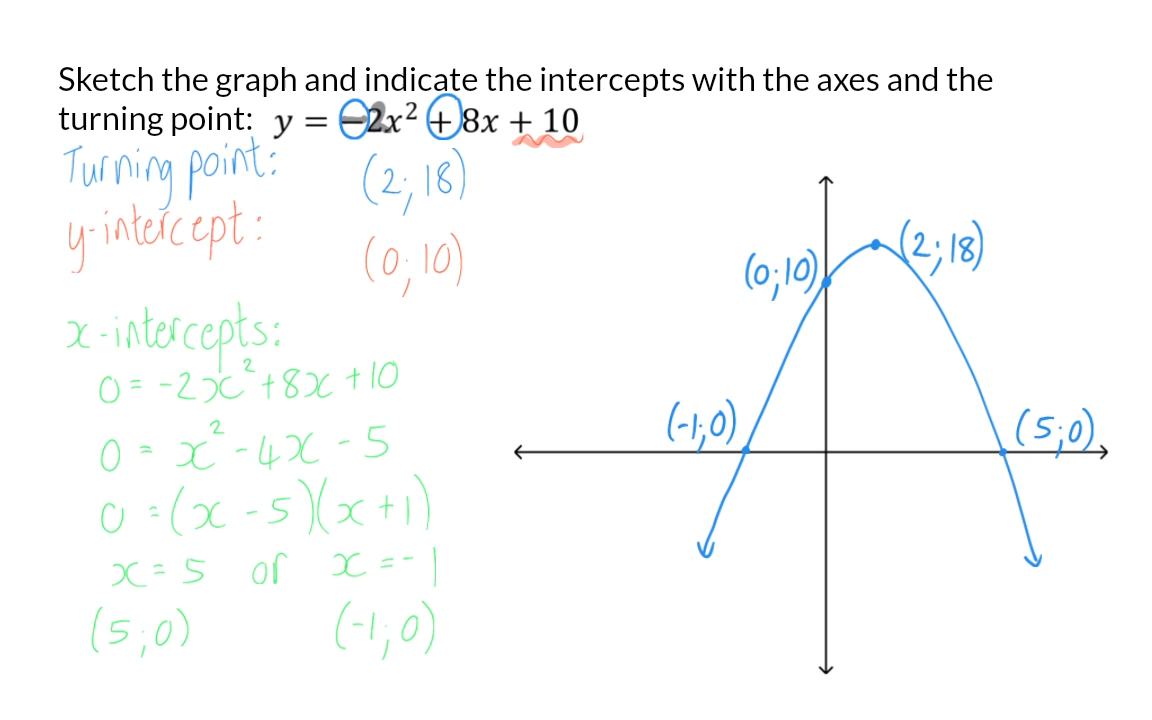 Sketch the graph and indicate the intercepts with the axes and the
turning point: y = −2x² + 8x + 10
Turning point: (2; 18)
y-intercept: (0; 10)
x-intercepts:
0 = -2x² + 8x + 10
0 = x² - 4x - 5
0 = (x - 5)(x + 1)
x = 5 or x = -1
(5; 0) (-1; 0)
(2; 18)
(0; 10)
(-1; 0)
(5; 0)